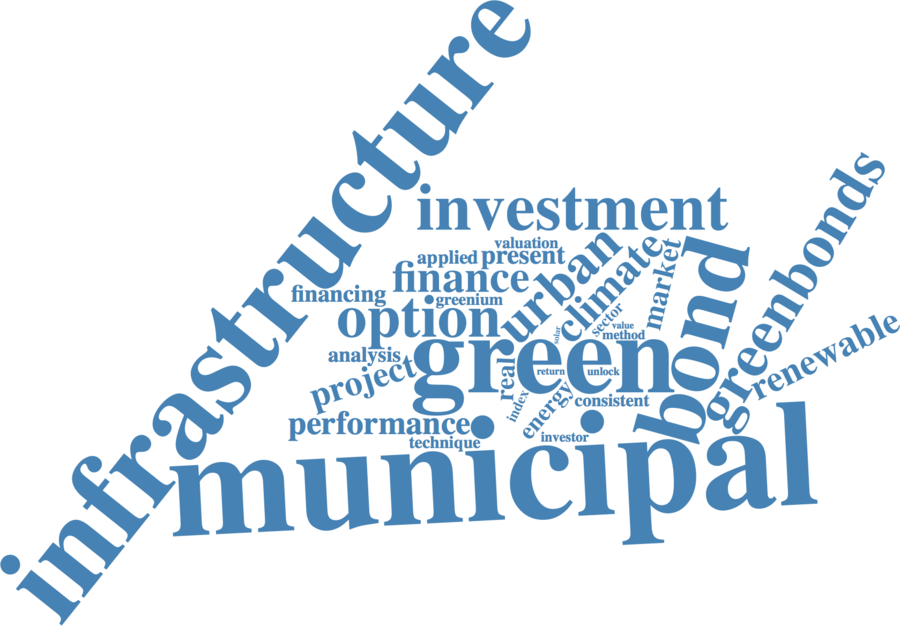 infrastructure
investment
valuation
applied
present
urban
climate
market
bond
greenbonds
finance
financing
greenium
option
solar
sector
value
method
renewable
analysis
green
real
return
unlock
project
index
energy
consistent
performance
technique
investor
municipal